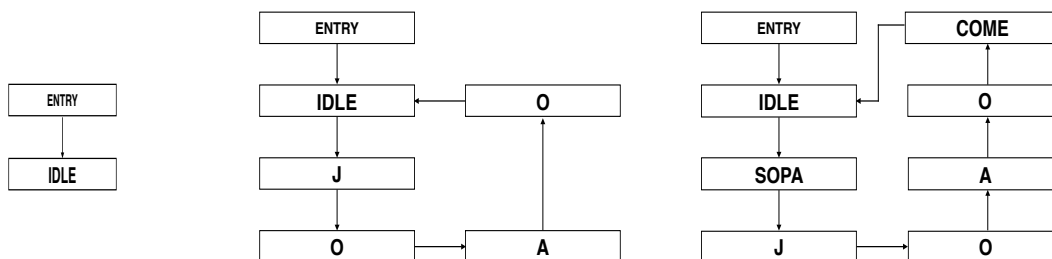 ENTRY
IDLE
ENTRY
IDLE
J
O
A
O
ENTRY
IDLE
SOPA
J
O
A
O
COME